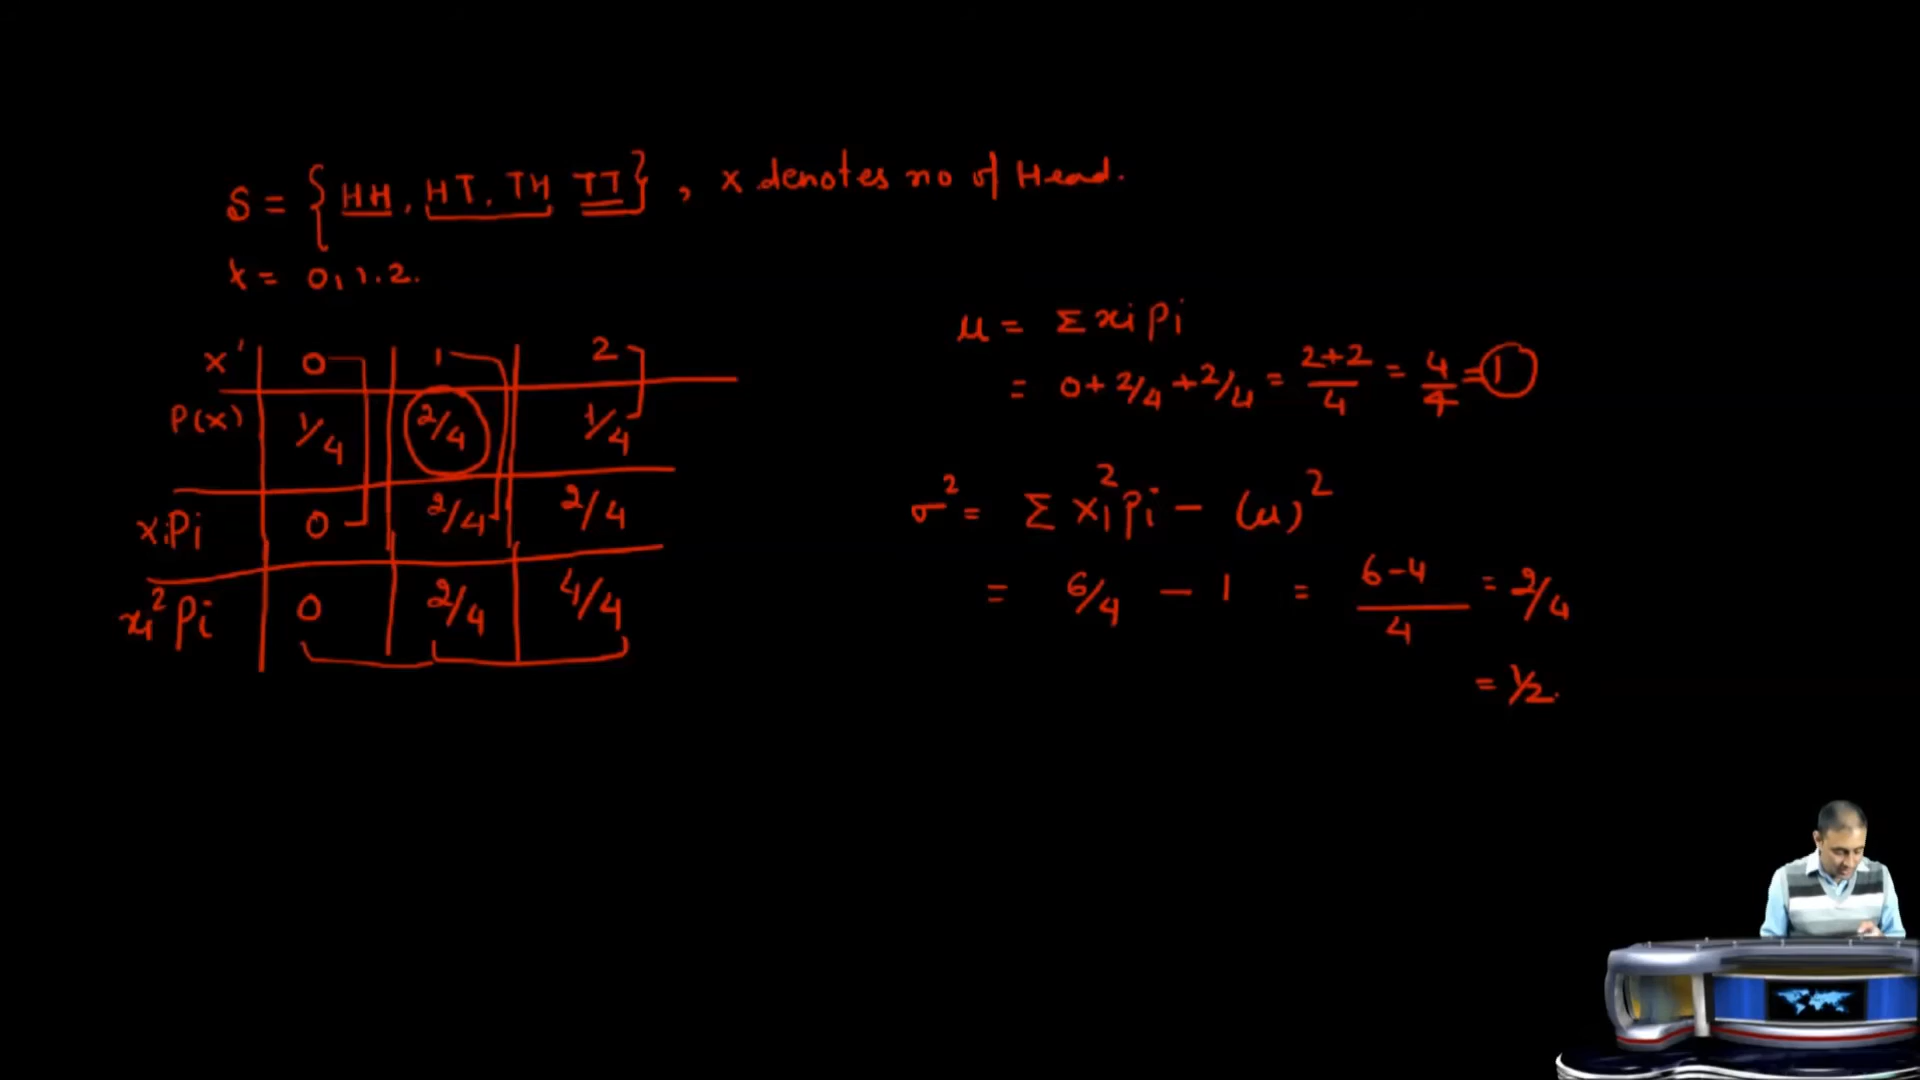 S = { HH, HT, TH TT } , x denotes no of Head.
x = 0, 1. 2.
x 0 1 2
P(x) 1/4 2/4 1/4
xiPi 0 2/4 2/4
xi² Pi 0 2/4 4/4
μ = Σ xi Pi
= 0 + 2/4 + 2/4 = 2+2/4 = 4/4 = 1
σ² = Σ xi² Pi − (μ)²
= 6/4 − 1 = 6−4/4 = 2/4
= 1/2.